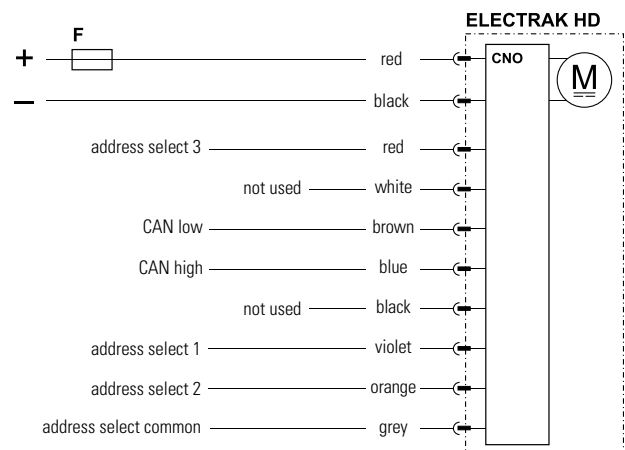 ELECTRAK HD
F
+ red CNO
M
– black
address select 3 red
not used white
CAN low brown
CAN high blue
not used black
address select 1 violet
address select 2 orange
address select common grey